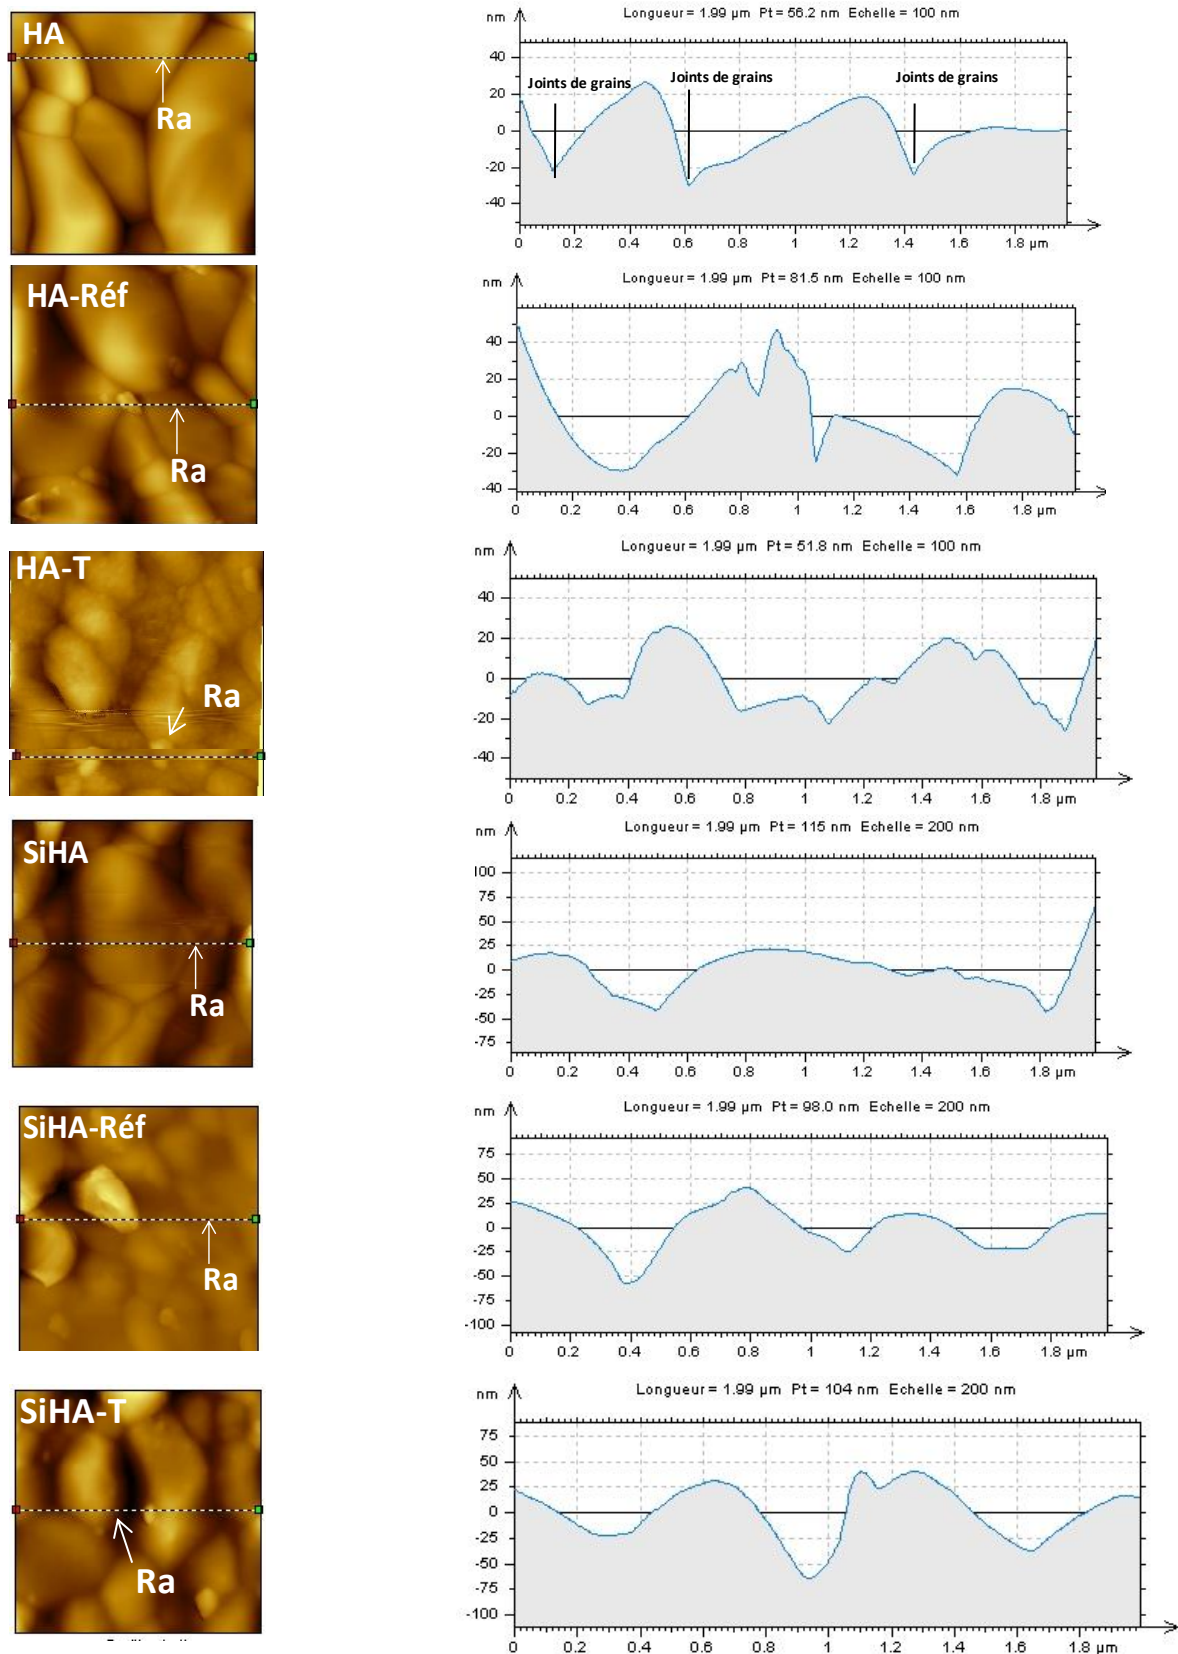 HA
Ra
Longueur = 1.99 µm Pt = 56.2 nm Echelle = 100 nm
nm
Joints de grains Joints de grains Joints de grains
40
20
0
-20
-40
0 0.2 0.4 0.6 0.8 1 1.2 1.4 1.6 1.8 µm
HA-Réf
Ra
Longueur = 1.99 µm Pt = 81.5 nm Echelle = 100 nm
nm
40
20
0
-20
-40
0 0.2 0.4 0.6 0.8 1 1.2 1.4 1.6 1.8 µm
HA-T
Ra
Longueur = 1.99 µm Pt = 51.8 nm Echelle = 100 nm
nm
40
20
0
-20
-40
0 0.2 0.4 0.6 0.8 1 1.2 1.4 1.6 1.8 µm
SiHA
Ra
Longueur = 1.99 µm Pt = 115 nm Echelle = 200 nm
nm
100
75
50
25
0
-25
-50
-75
0 0.2 0.4 0.6 0.8 1 1.2 1.4 1.6 1.8 µm
SiHA-Réf
Ra
Longueur = 1.99 µm Pt = 98.0 nm Echelle = 200 nm
nm
75
50
25
0
-25
-50
-75
-100
0 0.2 0.4 0.6 0.8 1 1.2 1.4 1.6 1.8 µm
SiHA-T
Ra
Longueur = 1.99 µm Pt = 104 nm Echelle = 200 nm
nm
75
50
25
0
-25
-50
-75
-100
0 0.2 0.4 0.6 0.8 1 1.2 1.4 1.6 1.8 µm